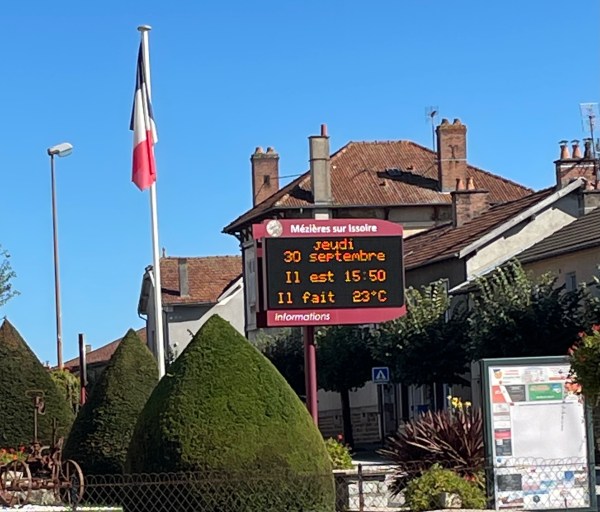 Mézières sur Issoire
jeudi
30 septembre
Il est 15:50
Il fait 23°C
informations